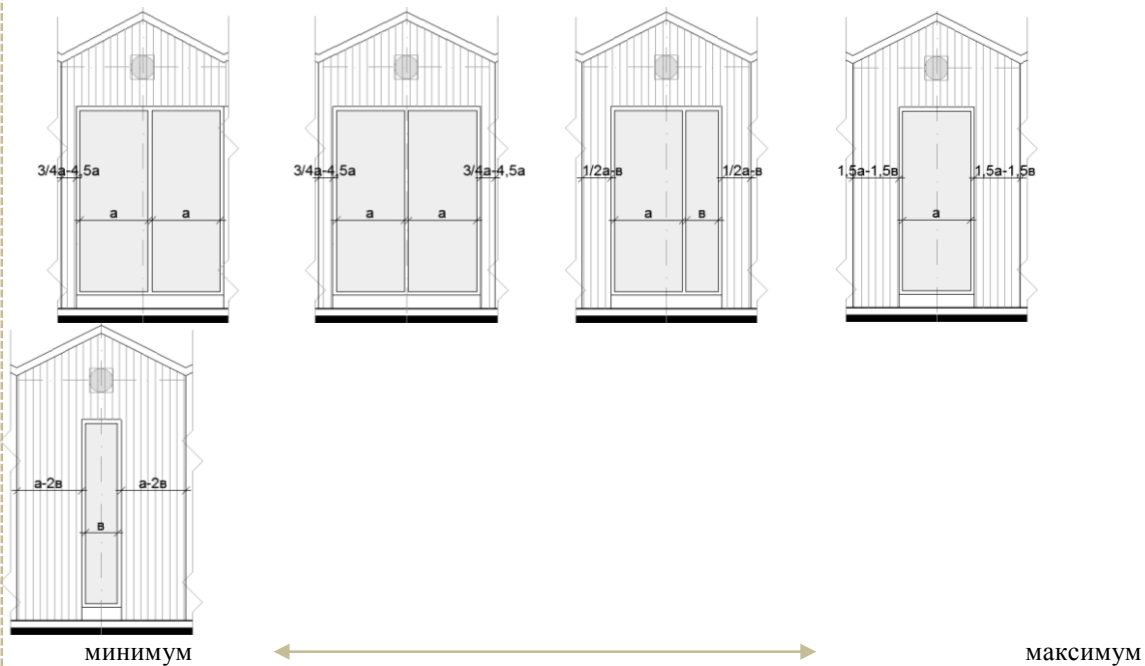 3/4а-4,5а
а
а
3/4а-4,5а
3/4а-4,5а
а
а
1/2а-в
1/2а-в
а
в
1,5а-1,5в
1,5а-1,5в
а
а-2в
а-2в
в
минимум
максимум